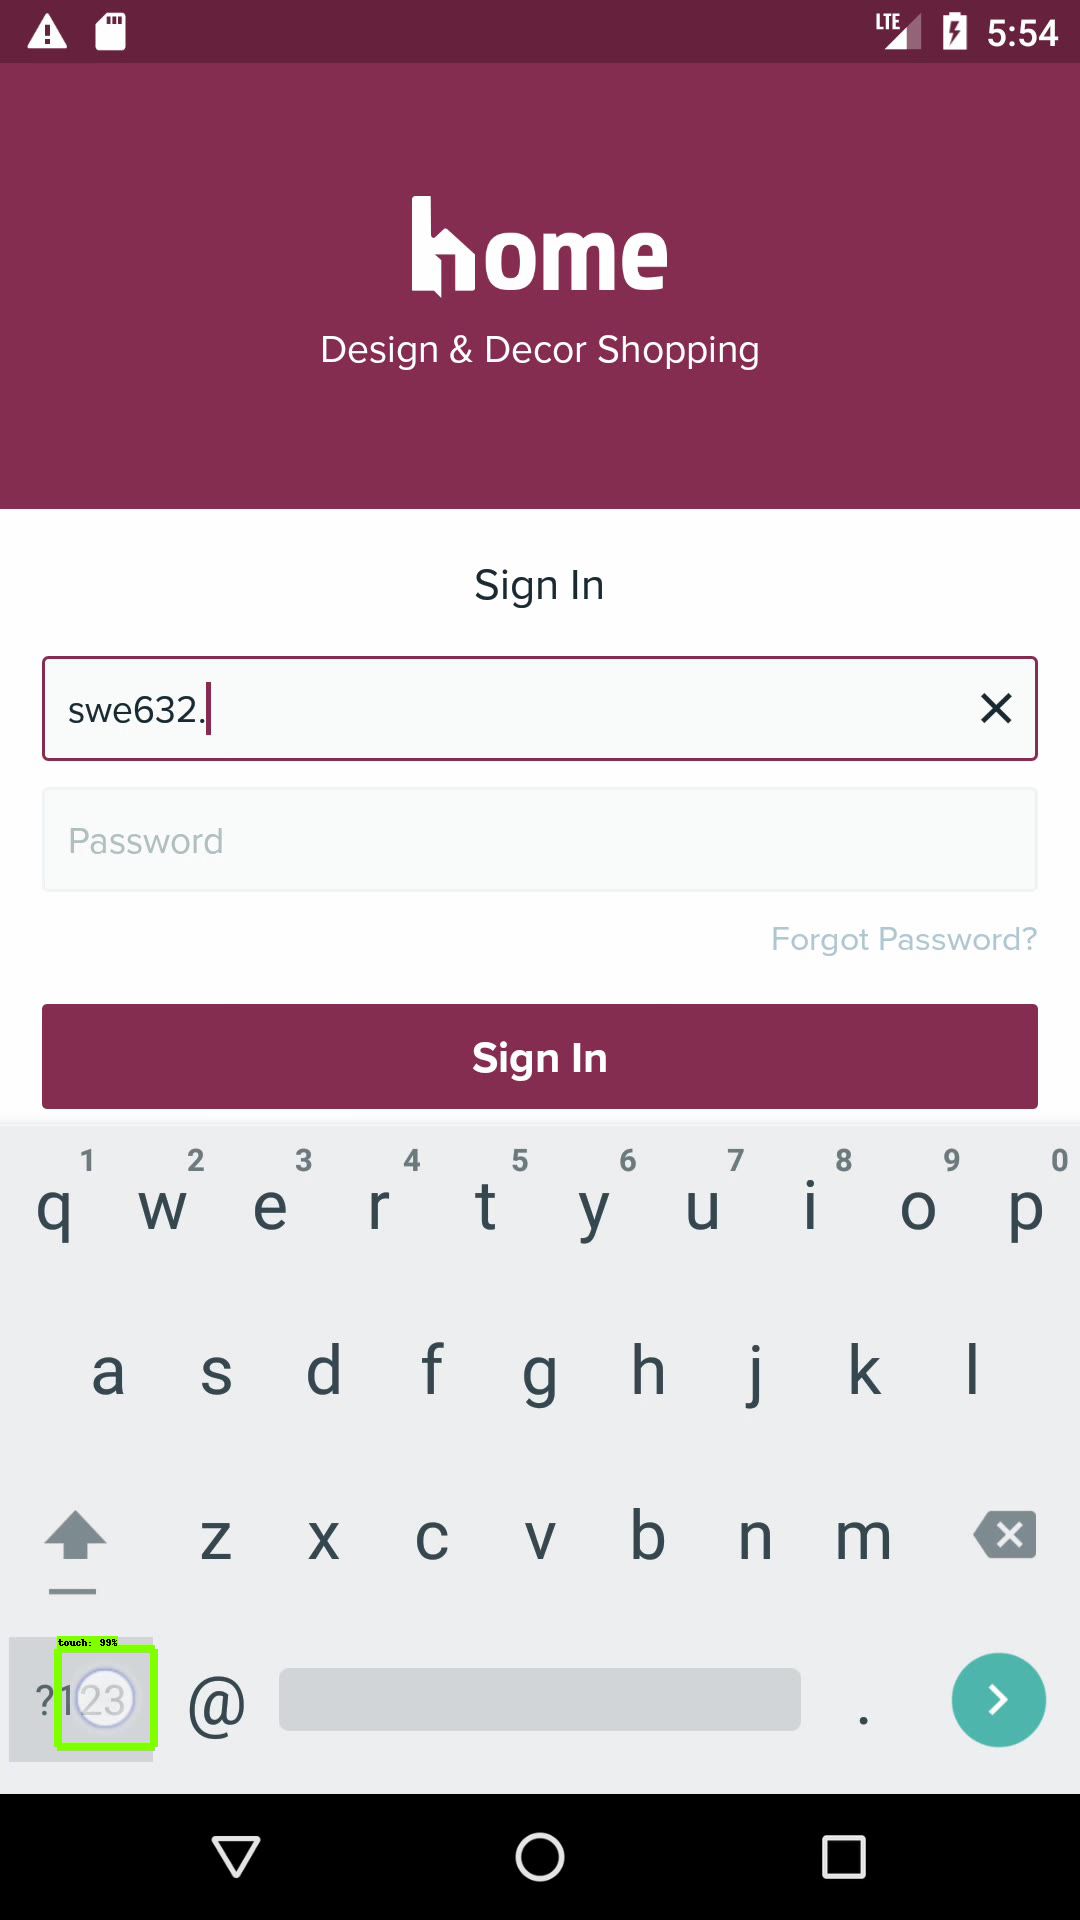 LTE 5:54
home
Design & Decor Shopping
Sign In
swe632.
Password
Forgot Password?
Sign In
1 2 3 4 5 6 7 8 9 0
q w e r t y u i o p
a s d f g h j k l
z x c v b n m
touch: 99%
?123 @ .